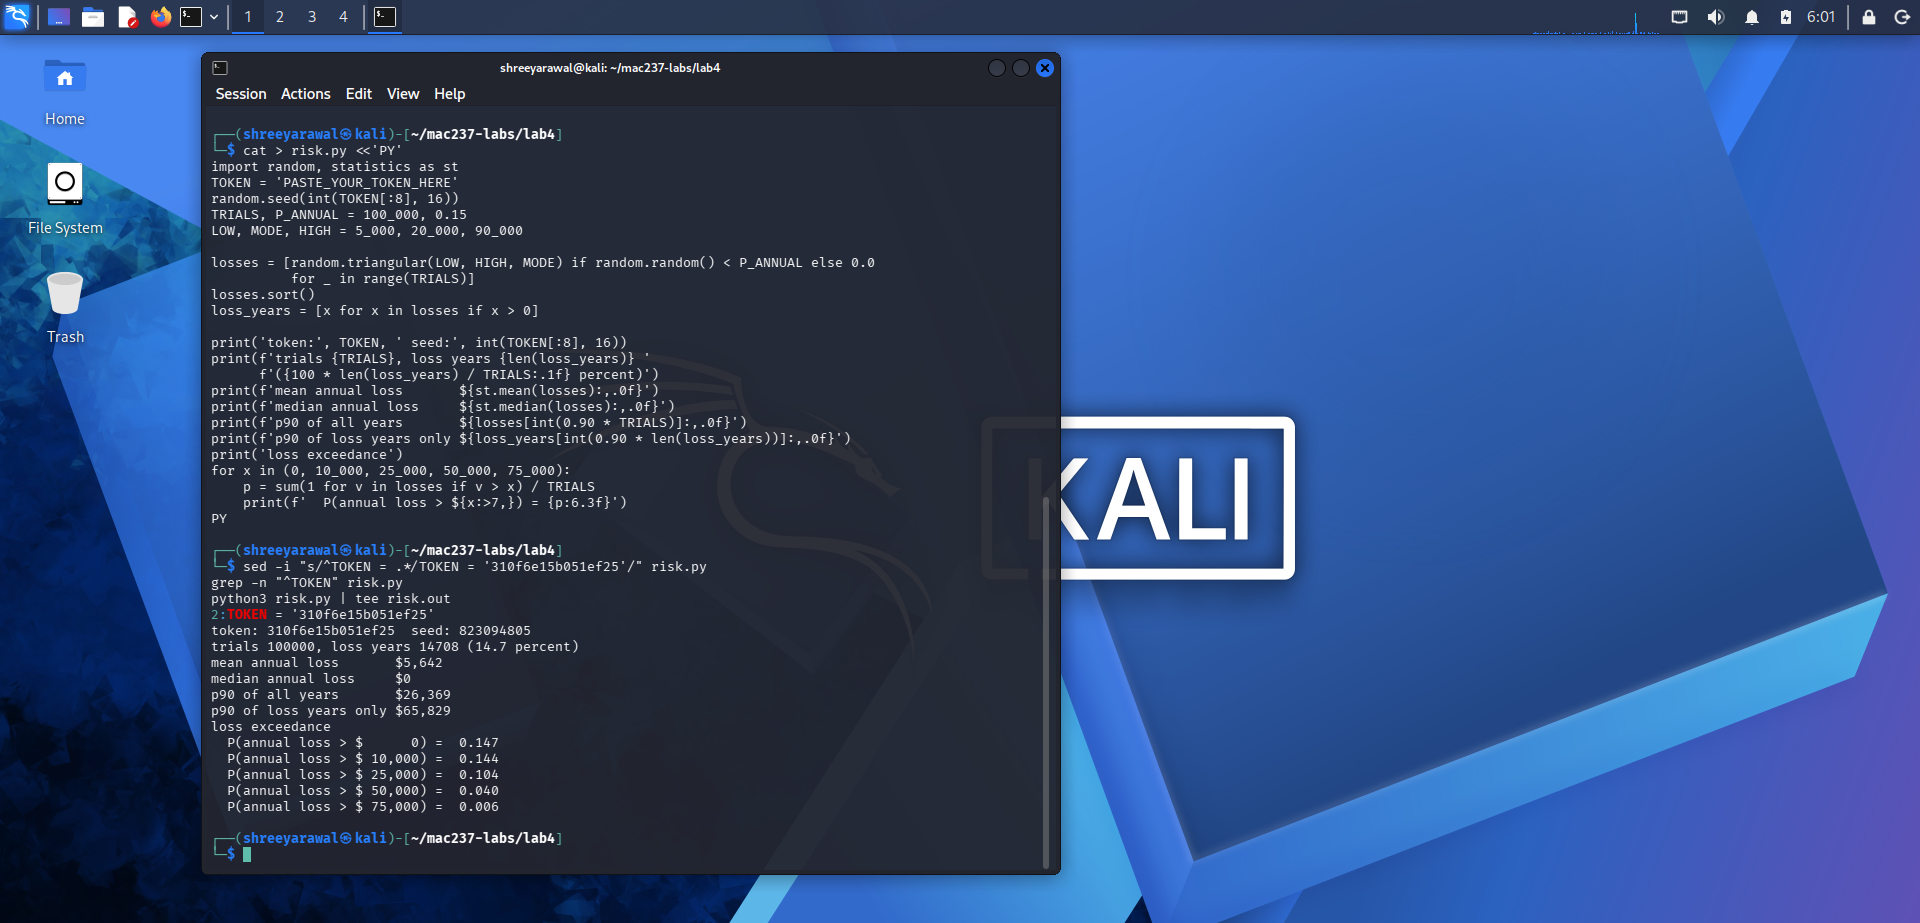 1 2 3 4
6:01
Home
File System
Trash
shreeyarawal@kali: ~/mac237-labs/lab4
Session Actions Edit View Help
┌──(shreeyarawal㉿kali)-[~/mac237-labs/lab4]
└─$ cat > risk.py <<'PY'
import random, statistics as st
TOKEN = 'PASTE_YOUR_TOKEN_HERE'
random.seed(int(TOKEN[:8], 16))
TRIALS, P_ANNUAL = 100_000, 0.15
LOW, MODE, HIGH = 5_000, 20_000, 90_000
losses = [random.triangular(LOW, HIGH, MODE) if random.random() < P_ANNUAL else 0.0
          for _ in range(TRIALS)]
losses.sort()
loss_years = [x for x in losses if x > 0]
print('token:', TOKEN, ' seed:', int(TOKEN[:8], 16))
print(f'trials {TRIALS}, loss years {len(loss_years)} '
      f'({100 * len(loss_years) / TRIALS:.1f} percent)')
print(f'mean annual loss       ${st.mean(losses):,.0f}')
print(f'median annual loss     ${st.median(losses):,.0f}')
print(f'p90 of all years       ${losses[int(0.90 * TRIALS)]:,.0f}')
print(f'p90 of loss years only ${loss_years[int(0.90 * len(loss_years))]:,.0f}')
print('loss exceedance')
for x in (0, 10_000, 25_000, 50_000, 75_000):
    p = sum(1 for v in losses if v > x) / TRIALS
    print(f'  P(annual loss > ${x:>7,}) = {p:6.3f}')
PY
┌──(shreeyarawal㉿kali)-[~/mac237-labs/lab4]
└─$ sed -i "s/^TOKEN = .*/TOKEN = '310f6e15b051ef25'/" risk.py
grep -n "^TOKEN" risk.py
python3 risk.py | tee risk.out
2:TOKEN = '310f6e15b051ef25'
token: 310f6e15b051ef25  seed: 823094805
trials 100000, loss years 14708 (14.7 percent)
mean annual loss       $5,642
median annual loss     $0
p90 of all years       $26,369
p90 of loss years only $65,829
loss exceedance
  P(annual loss > $      0) =  0.147
  P(annual loss > $ 10,000) =  0.144
  P(annual loss > $ 25,000) =  0.104
  P(annual loss > $ 50,000) =  0.040
  P(annual loss > $ 75,000) =  0.006
┌──(shreeyarawal㉿kali)-[~/mac237-labs/lab4]
└─$
KALI